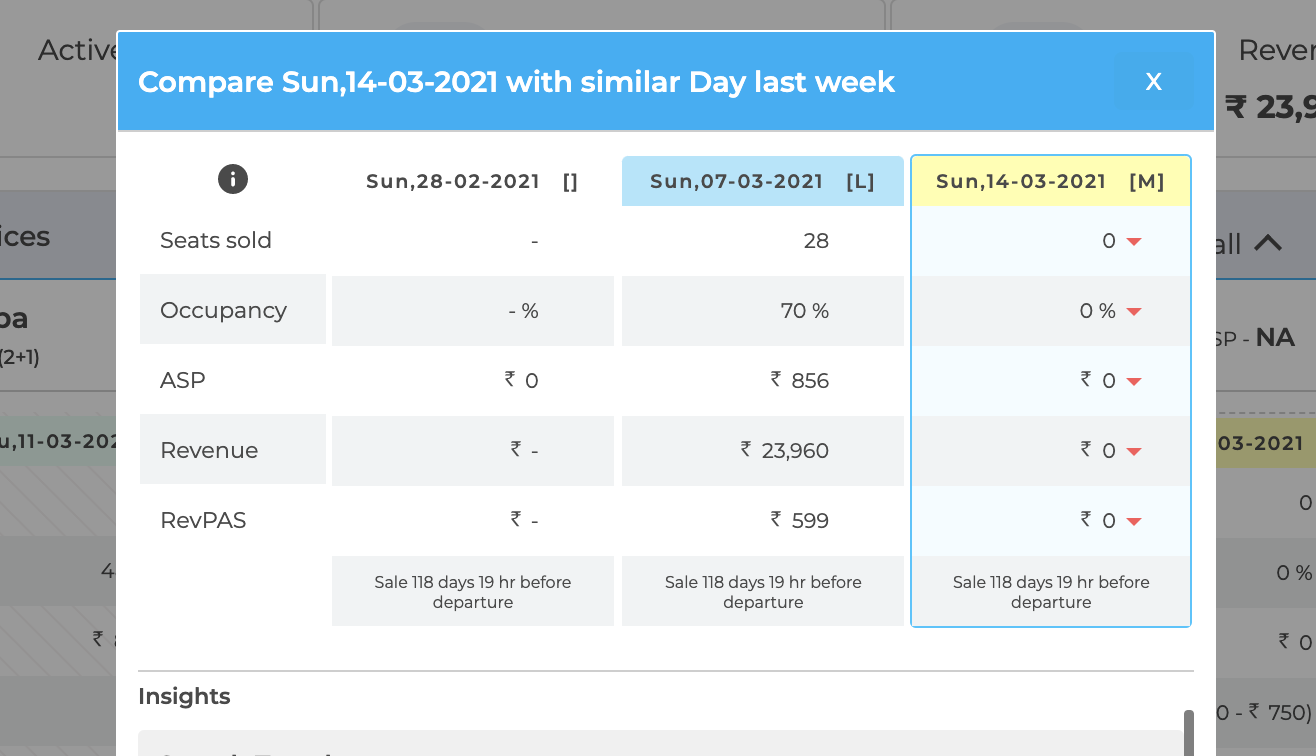 Active
Rever
₹ 23,9
Compare Sun,14-03-2021 with similar Day last week
X
Sun,28-02-2021 []
Sun,07-03-2021 [L]
Sun,14-03-2021 [M]
Seats sold - 28 0
Occupancy - % 70 % 0 %
ASP ₹ 0 ₹ 856 ₹ 0
Revenue ₹ - ₹ 23,960 ₹ 0
RevPAS ₹ - ₹ 599 ₹ 0
Sale 118 days 19 hr before
departure
Sale 118 days 19 hr before
departure
Sale 118 days 19 hr before
departure
Insights
ices
all
pa
(2+1)
SP - NA
u,11-03-202
03-2021
0
4
0 %
₹
₹ 0
0 - ₹ 750)